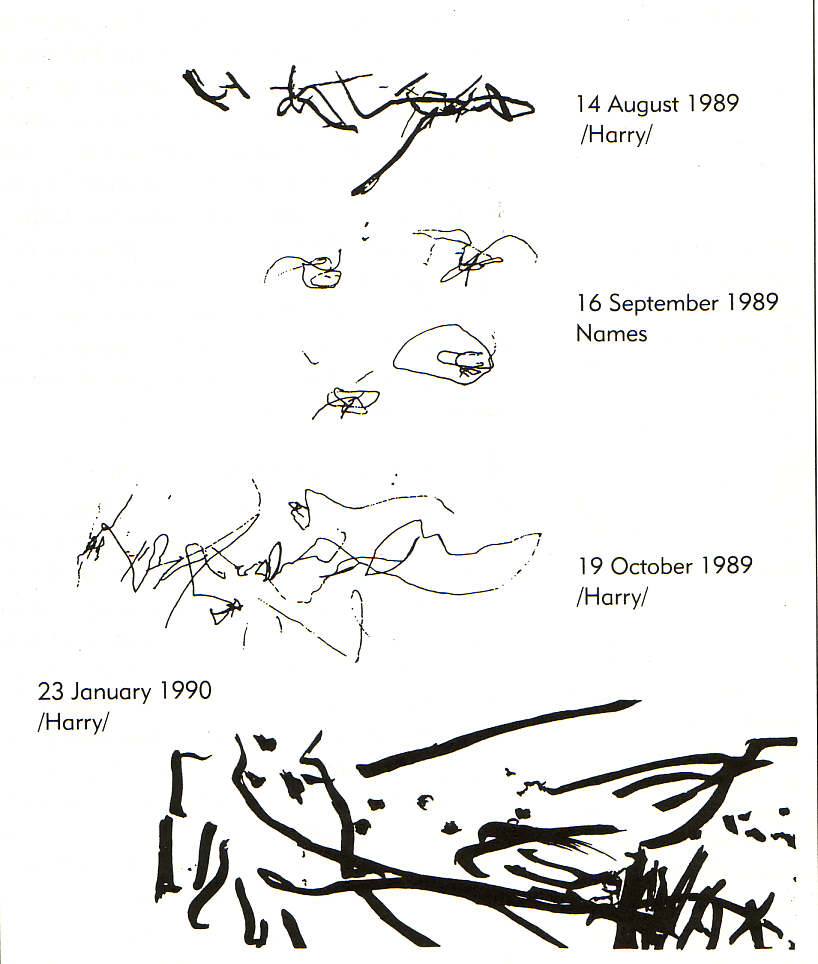 14 August 1989
/Harry/
16 September 1989
Names
19 October 1989
/Harry/
23 January 1990
/Harry/